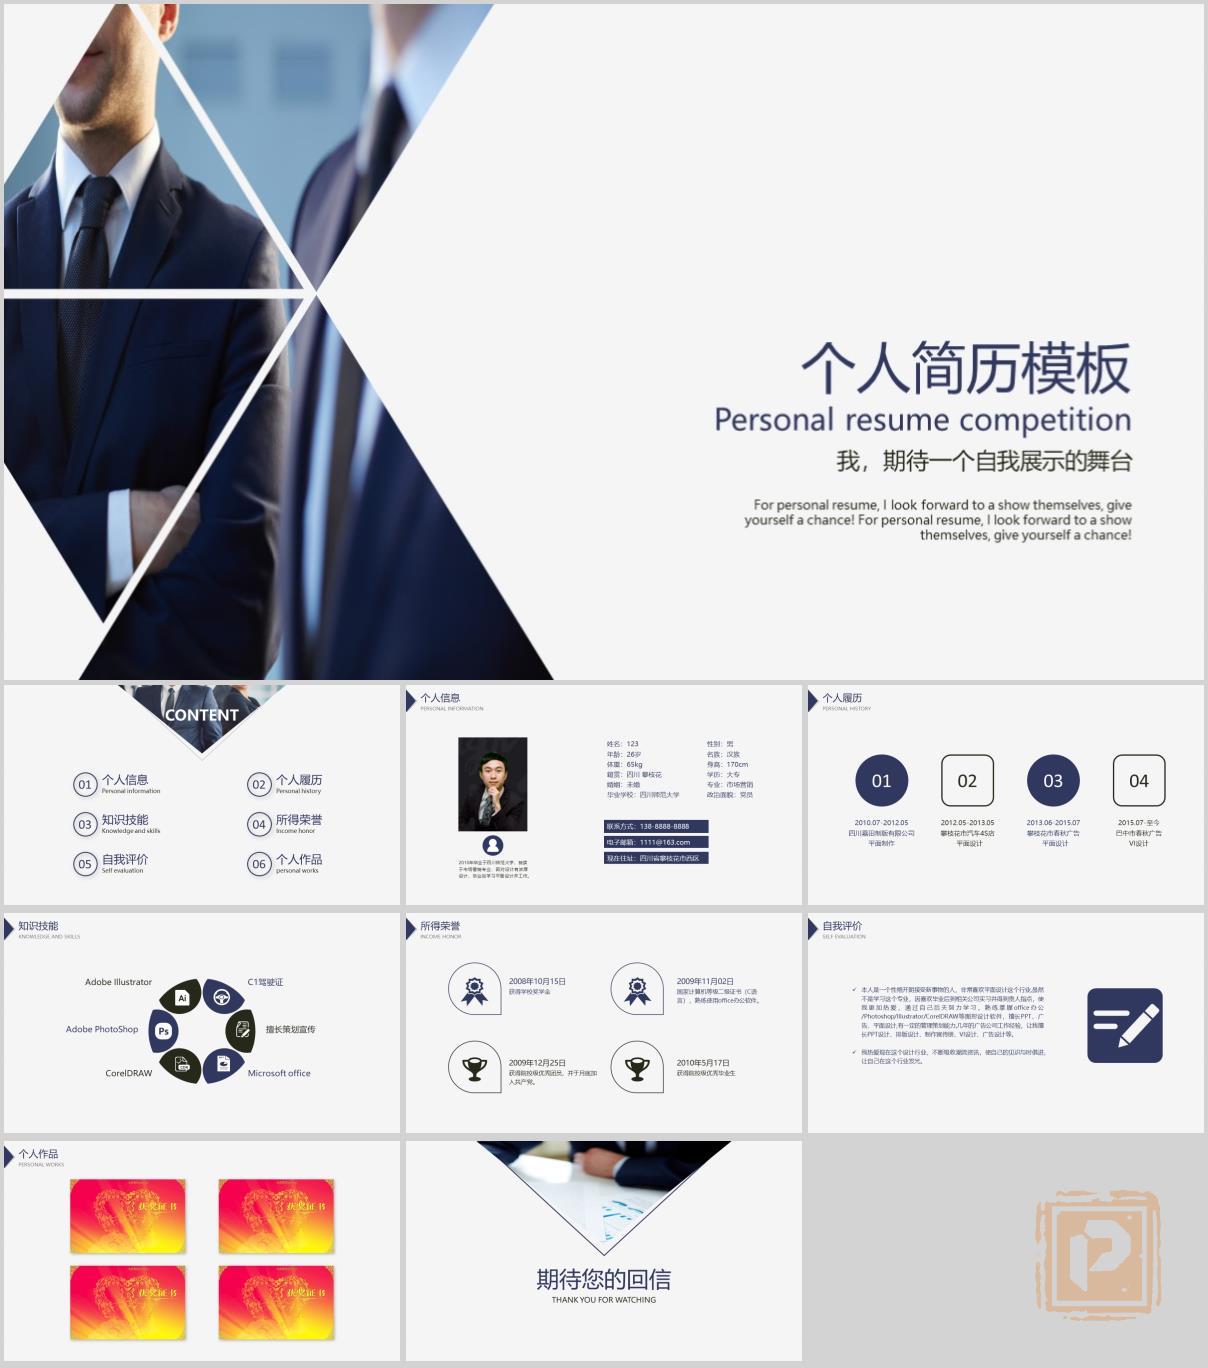 个人简历模板
Personal resume competition
我，期待一个自我展示的舞台
For personal resume, I look forward to a show themselves, give
yourself a chance! For personal resume, I look forward to a show
themselves, give yourself a chance!
CONTENT
01 个人信息
Personal information
02 个人履历
Personal history
03 知识技能
Knowledge and skills
04 所得荣誉
Income honor
05 自我评价
Self evaluation
06 个人作品
personal works
个人信息
PERSONAL INFORMATION
姓名：123
性别：男
年龄：26岁
名族：汉族
体重：65kg
身高：170cm
籍贯：四川 攀枝花
学历：大专
婚姻：未婚
专业：市场营销
毕业学校：四川师范大学
政治面貌：党员
联系方式：138-8888-8888
电子邮箱：1111@163.com
现在住址：四川省攀枝花市西区
个人履历
PERSONAL HISTORY
01
02
03
04
2010.07-2012.05
四川嘉田制版有限公司
平面制作
2012.05-2013.05
攀枝花市汽车4S店
平面设计
2013.06-2015.07
攀枝花市春秋广告
平面设计
2015.07-至今
巴中市春秋广告
VI设计
知识技能
KNOWLEDGE AND SKILLS
Adobe Illustrator
C1驾驶证
Adobe PhotoShop
擅长策划宣传
CorelDRAW
Microsoft office
Ai
Ps
所得荣誉
INCOME HONOR
2008年10月15日
获得学校奖学金
2009年11月02日
国家计算机等级二级证书（C语
言），熟练使用office办公软件。
2009年12月25日
获得院校级优秀团员，并于月底加
入共产党。
2010年5月17日
获得院校级优秀毕业生
自我评价
SELF EVALUATION
本人是一个性格开朗接受新事物的人，非常喜欢平面设计这个行业,虽然
不是学习这个专业，因喜欢毕业后到相关公司实习并得到贵人指点，使
我更加热爱，通过自己后天努力学习，熟练掌握office办公
/Photoshop/Illustrator/CorelDRAW等图形设计软件，擅长PPT、广
告、平面设计;有一定的管理策划能力,几年的广告公司工作经验，让我擅
长PPT设计、排版设计、制作宣传册、VI设计、广告设计等。
我热爱现在这个设计行业，不断吸收潮流资讯，使自己的见识与时俱进，
让自己在这个行业发光。
个人作品
PERSONAL WORKS
期待您的回信
THANK YOU FOR WATCHING